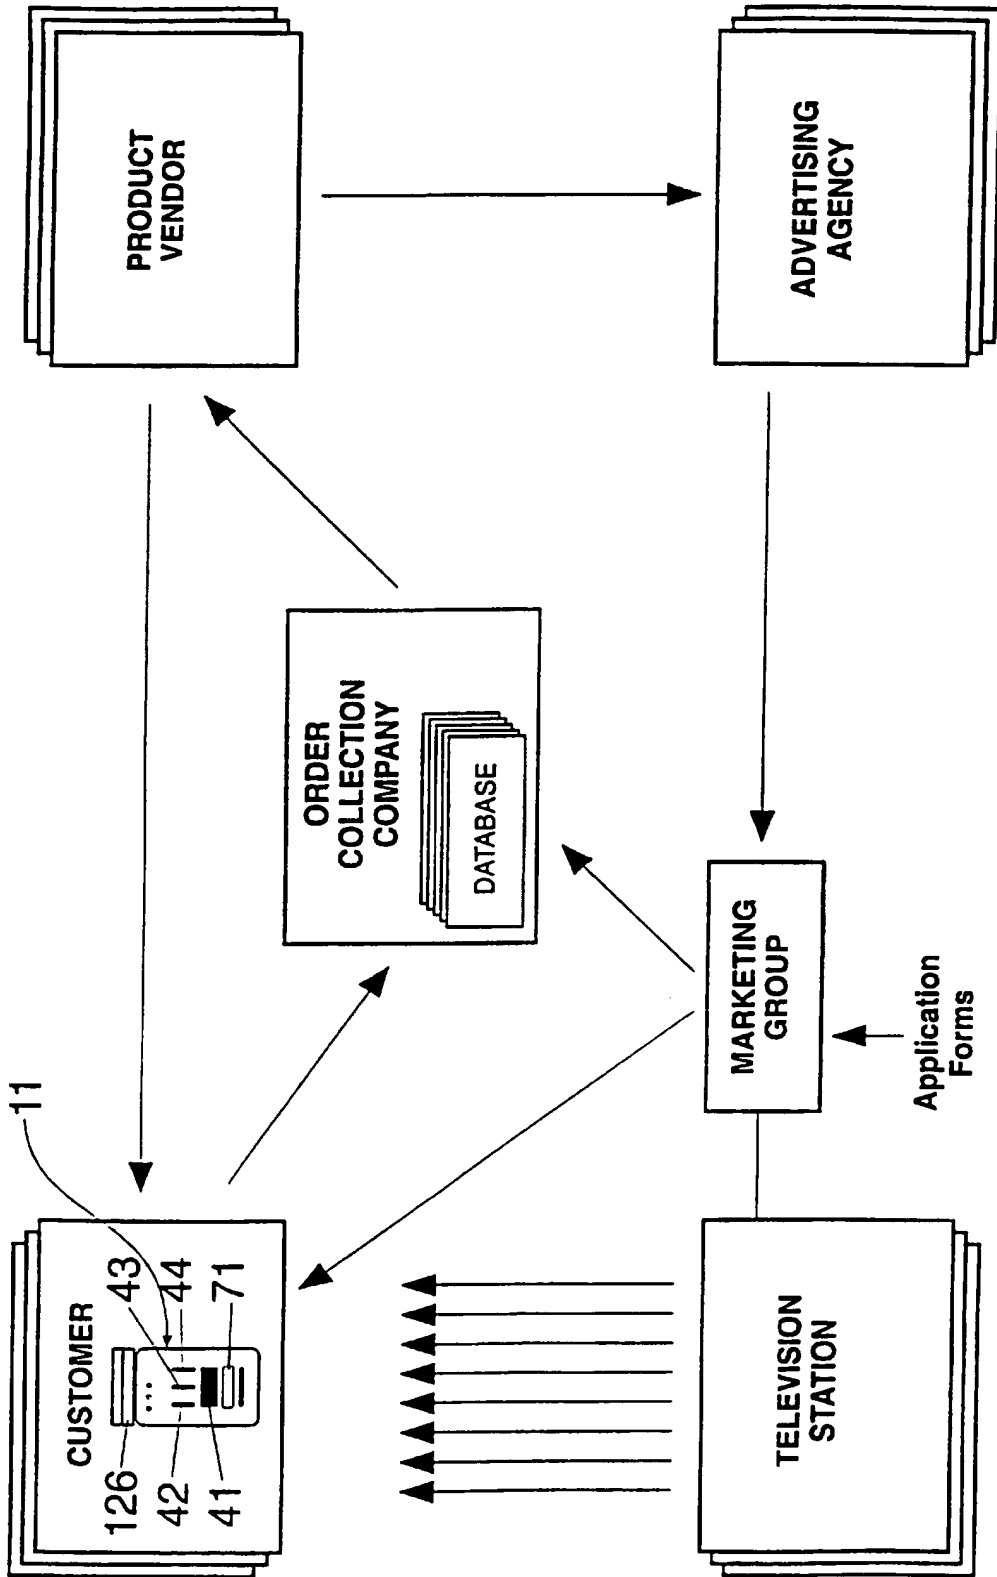 11
CUSTOMER
126
43
42
44
41
71
PRODUCT
VENDOR
ORDER
COLLECTION
COMPANY
DATABASE
TELEVISION
STATION
MARKETING
GROUP
Application
Forms
ADVERTISING
AGENCY